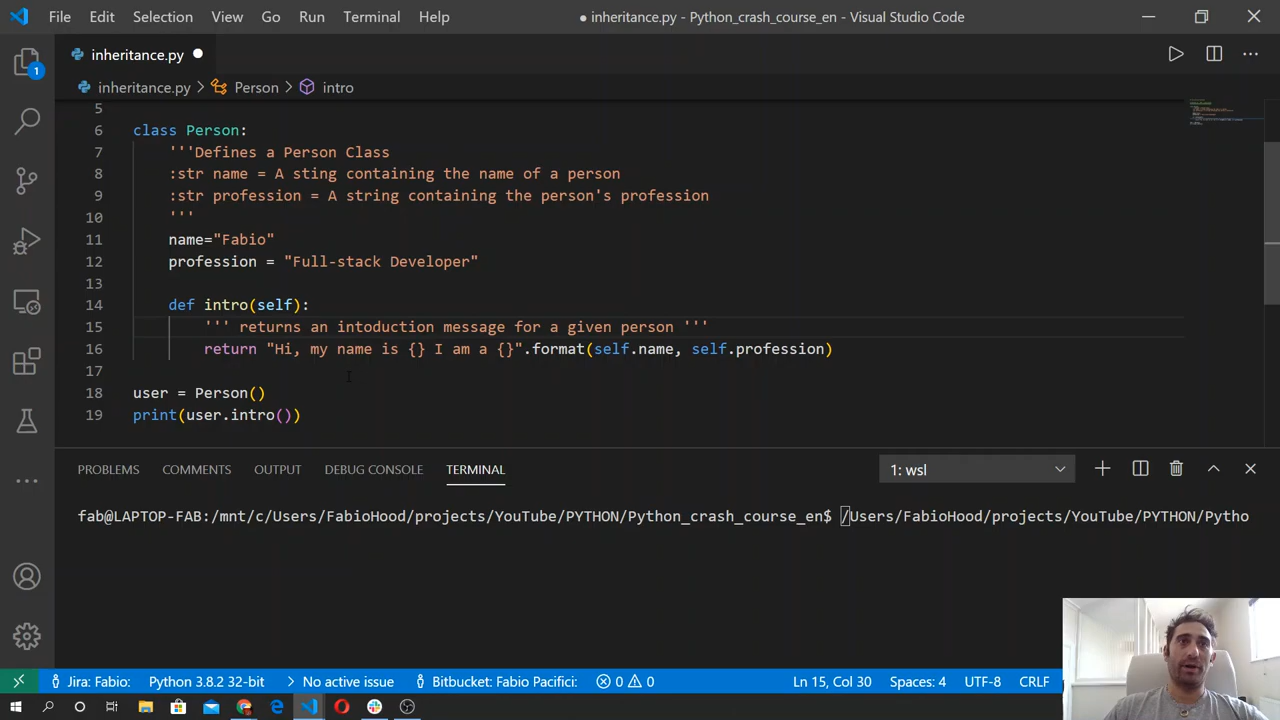 File Edit Selection View Go Run Terminal Help ● inheritance.py - Python_crash_course_en - Visual Studio Code
inheritance.py
inheritance.py > Person > intro
1
5
6 class Person:
7 '''Defines a Person Class
8 :str name = A sting containing the name of a person
9 :str profession = A string containing the person's profession
10 '''
11 name="Fabio"
12 profession = "Full-stack Developer"
13
14 def intro(self):
15 ''' returns an intoduction message for a given person '''
16 return "Hi, my name is {} I am a {}".format(self.name, self.profession)
17
18 user = Person()
19 print(user.intro())
PROBLEMS COMMENTS OUTPUT DEBUG CONSOLE TERMINAL 1: wsl
fab@LAPTOP-FAB:/mnt/c/Users/FabioHood/projects/YouTube/PYTHON/Python_crash_course_en$ /Users/FabioHood/projects/YouTube/PYTHON/Pytho
Jira: Fabio: Python 3.8.2 32-bit No active issue Bitbucket: Fabio Pacifici: 0 0 Ln 15, Col 30 Spaces: 4 UTF-8 CRLF